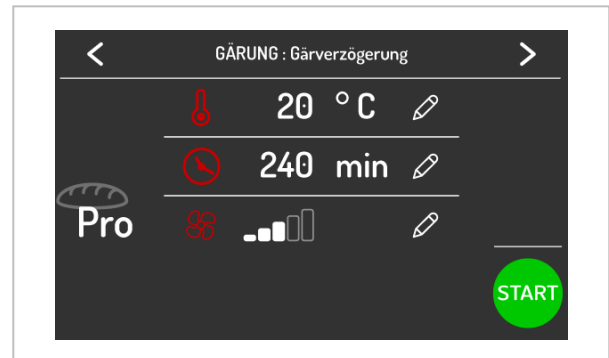 GÄRUNG : Gärverzögerung
20 °C
240 min
Pro
START